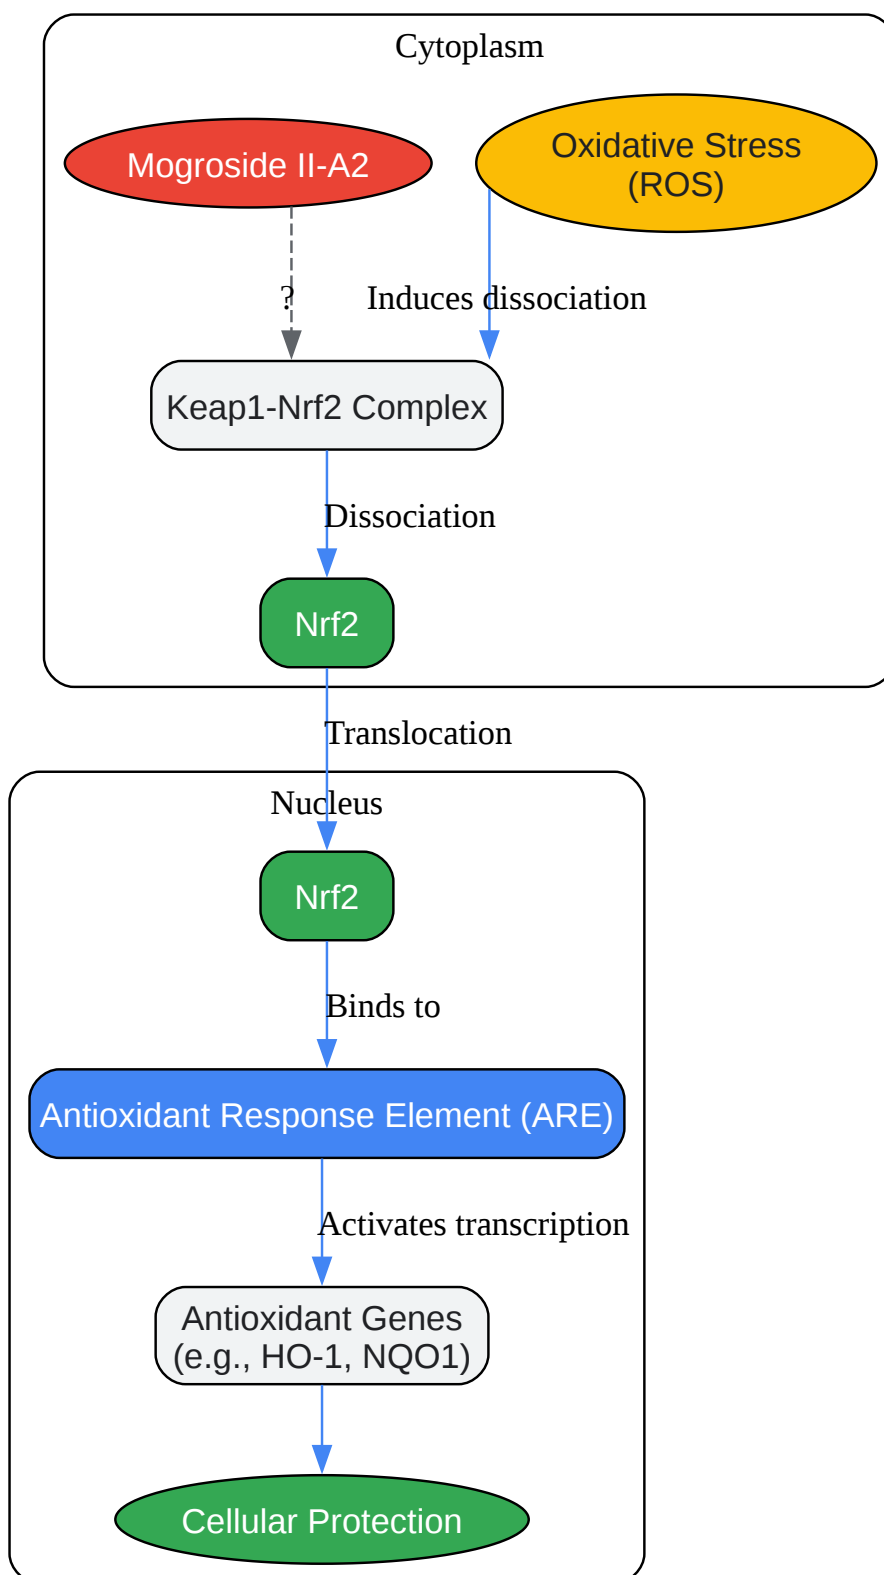 Cytoplasm
Mogroside II-A2
Oxidative Stress
(ROS)
?
Induces dissociation
Keap1-Nrf2 Complex
Dissociation
Nrf2
Translocation
Nucleus
Nrf2
Binds to
Antioxidant Response Element (ARE)
Activates transcription
Antioxidant Genes
(e.g., HO-1, NQO1)
Cellular Protection